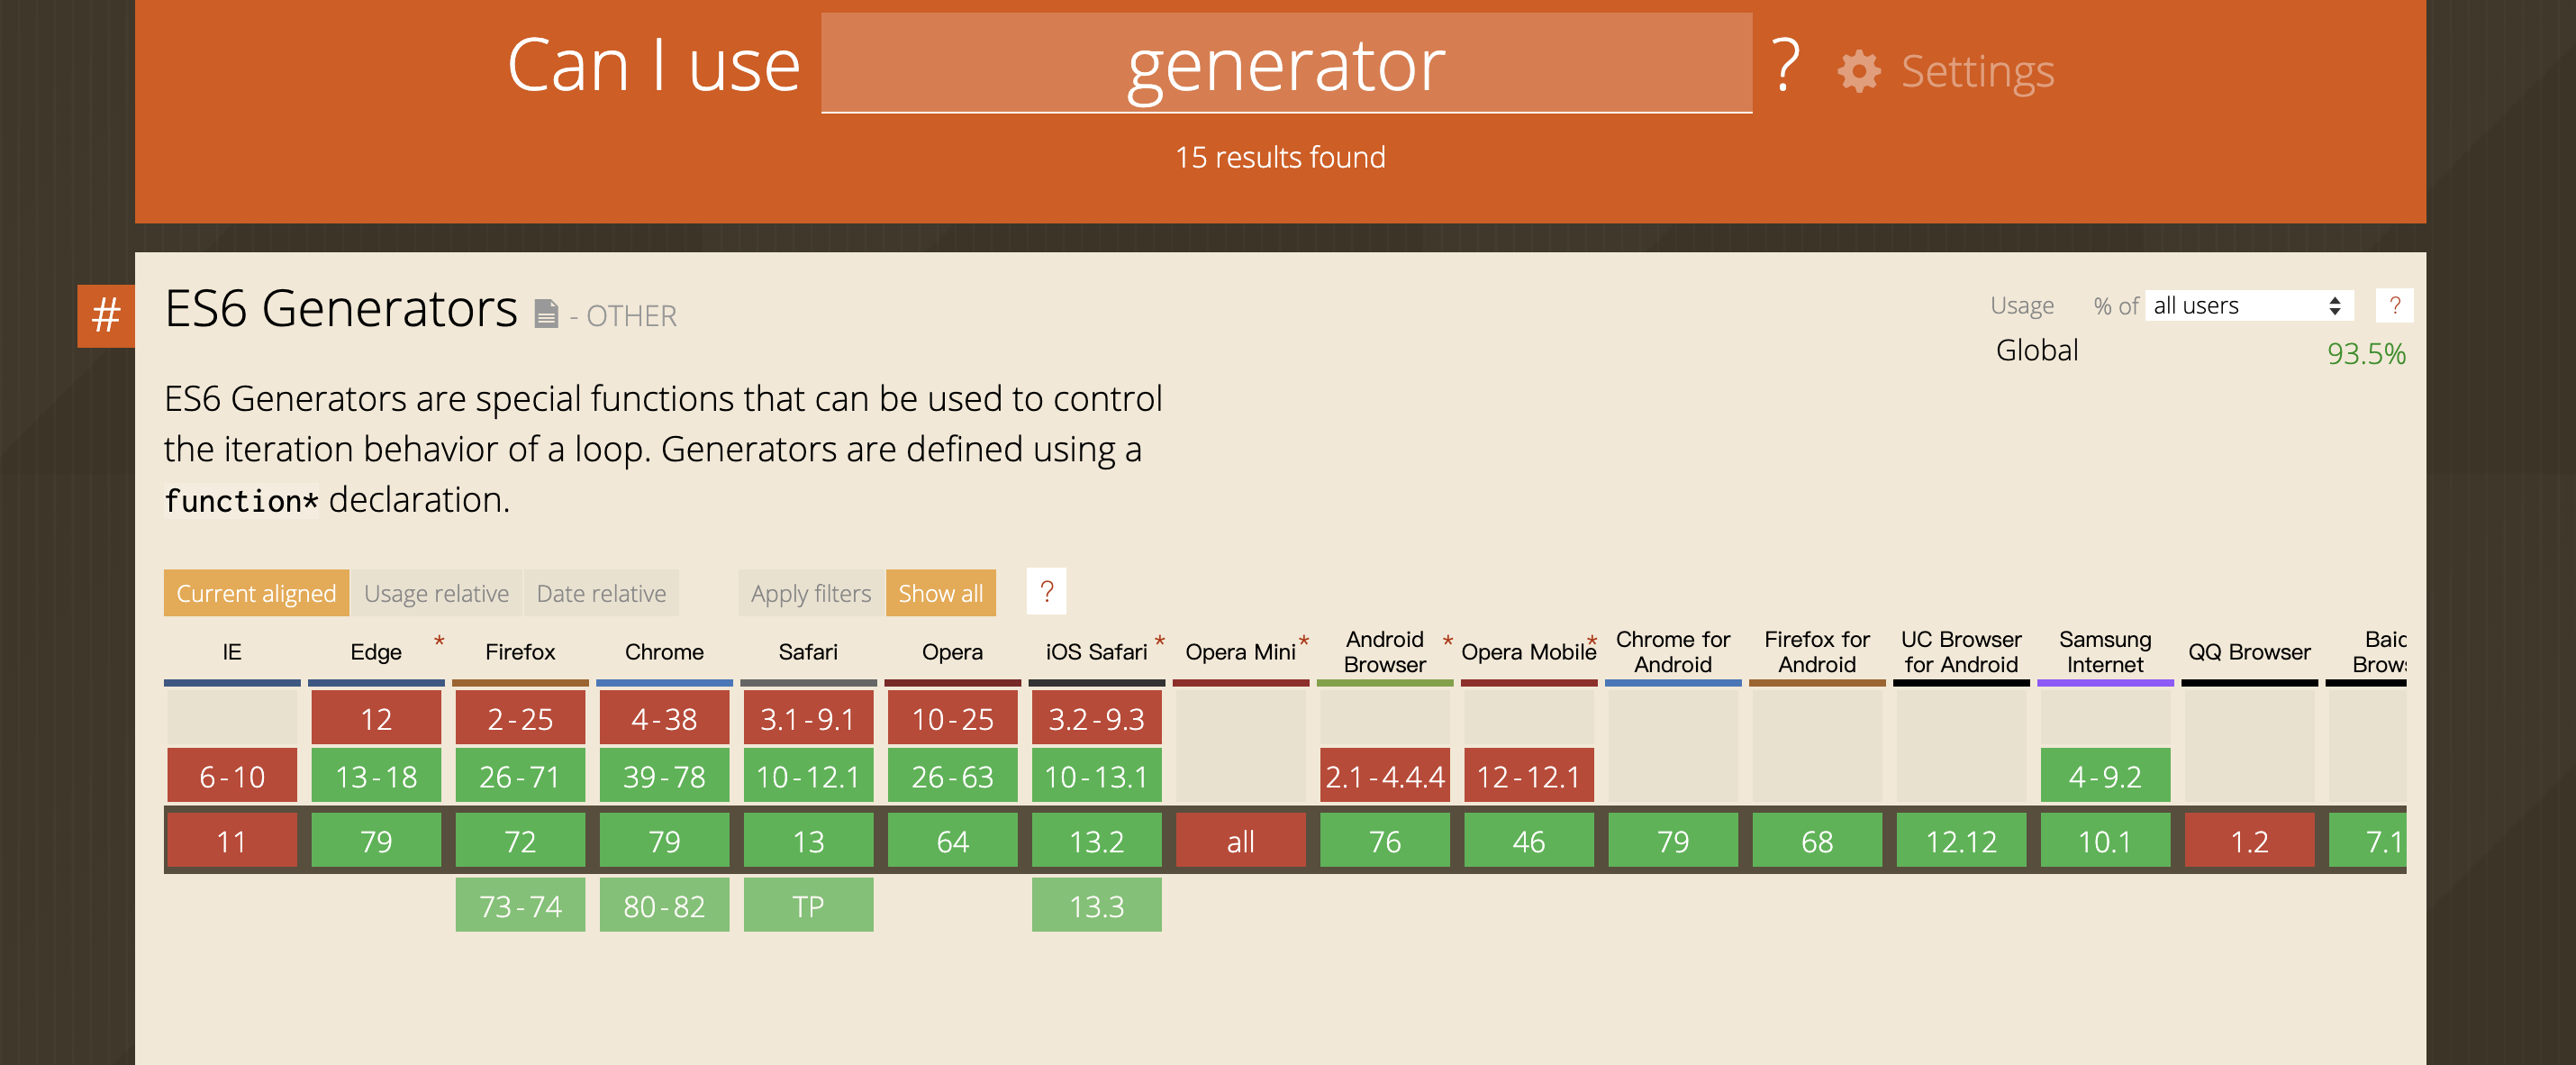 Can I use generator ? Settings
15 results found
#
ES6 Generators - OTHER
Usage % of all users ?
Global 93.5%
ES6 Generators are special functions that can be used to control
the iteration behavior of a loop. Generators are defined using a
function* declaration.
Current aligned Usage relative Date relative Apply filters Show all ?
IE Edge * Firefox Chrome Safari Opera iOS Safari * Opera Mini * Android Browser * Opera Mobile * Chrome for Android Firefox for Android UC Browser for Android Samsung Internet QQ Browser
12 2-25 4-38 3.1-9.1 10-25 3.2-9.3
6-10 13-18 26-71 39-78 10-12.1 26-63 10-13.1 2.1-4.4.4 12-12.1 4-9.2
11 79 72 79 13 64 13.2 all 76 46 79 68 12.12 10.1 1.2 7.1
73-74 80-82 TP 13.3